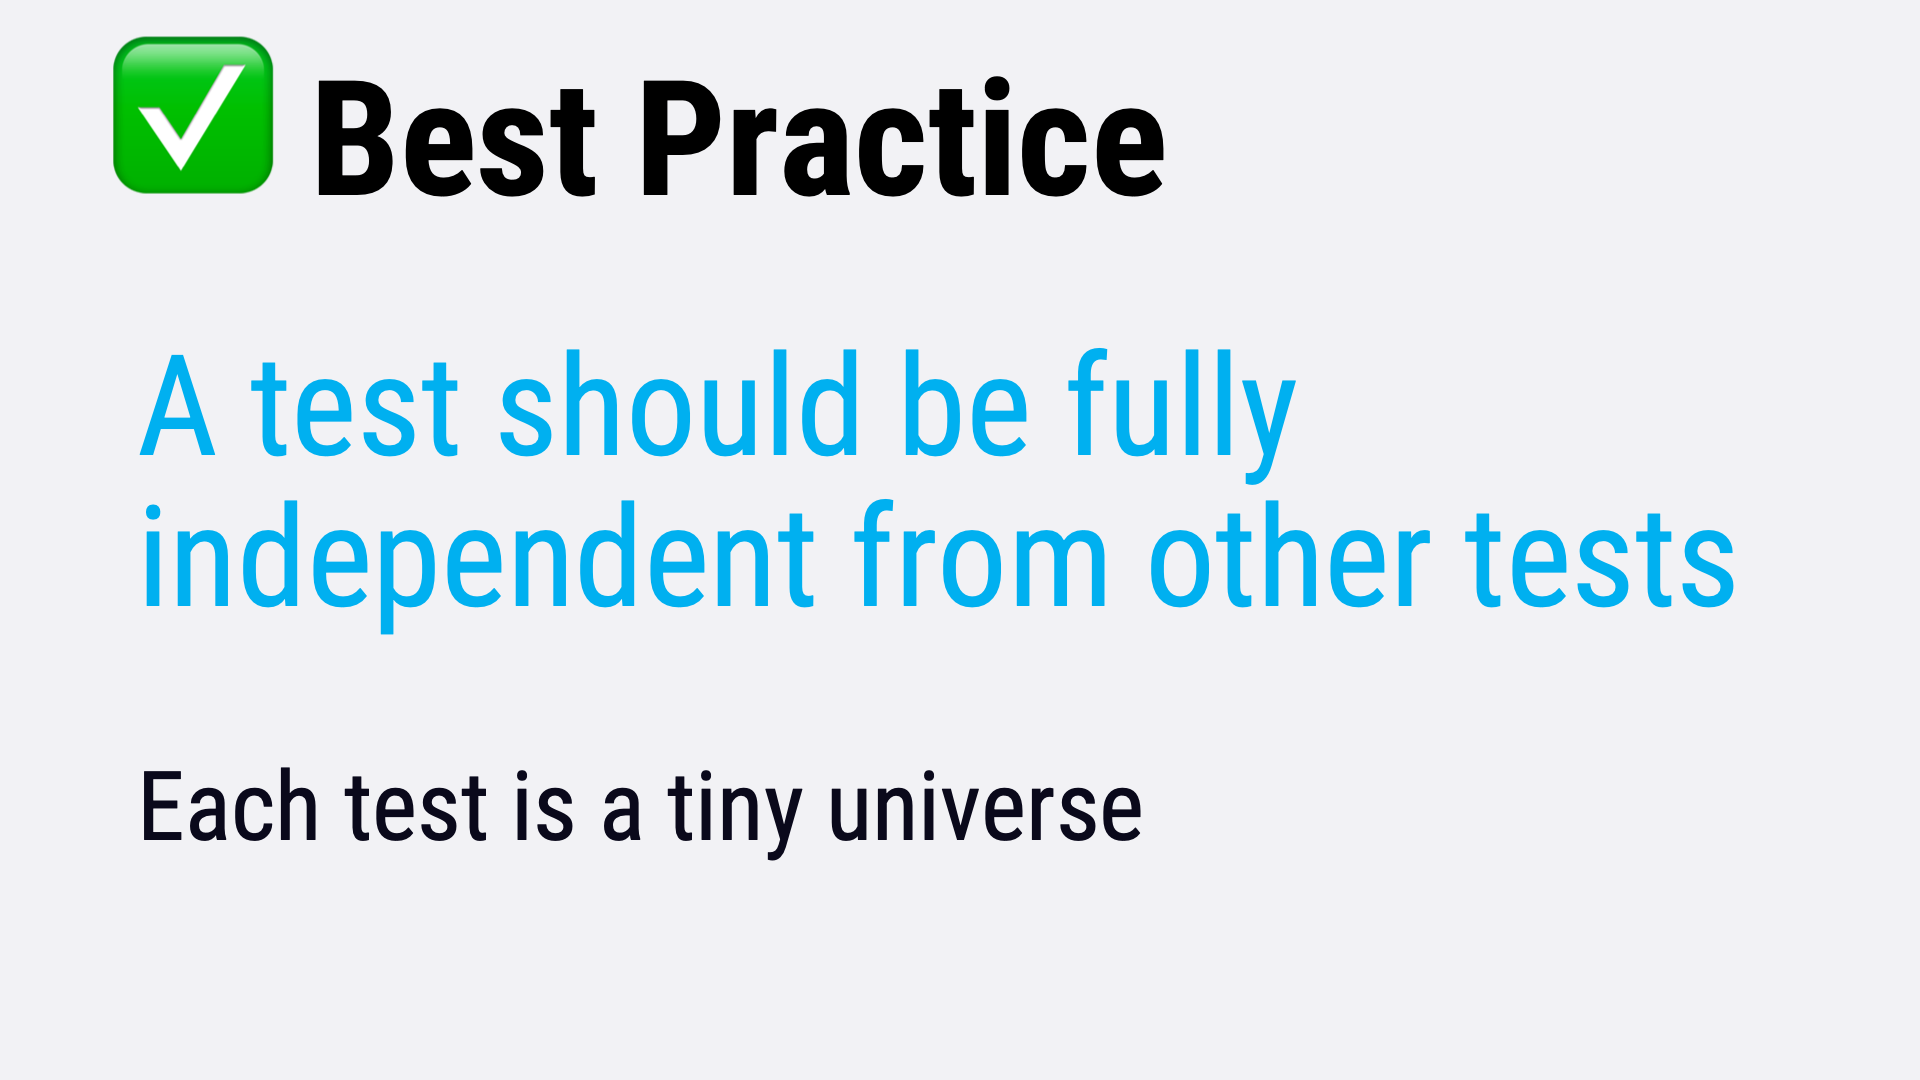 ✅ Best Practice
A test should be fully
independent from other tests
Each test is a tiny universe